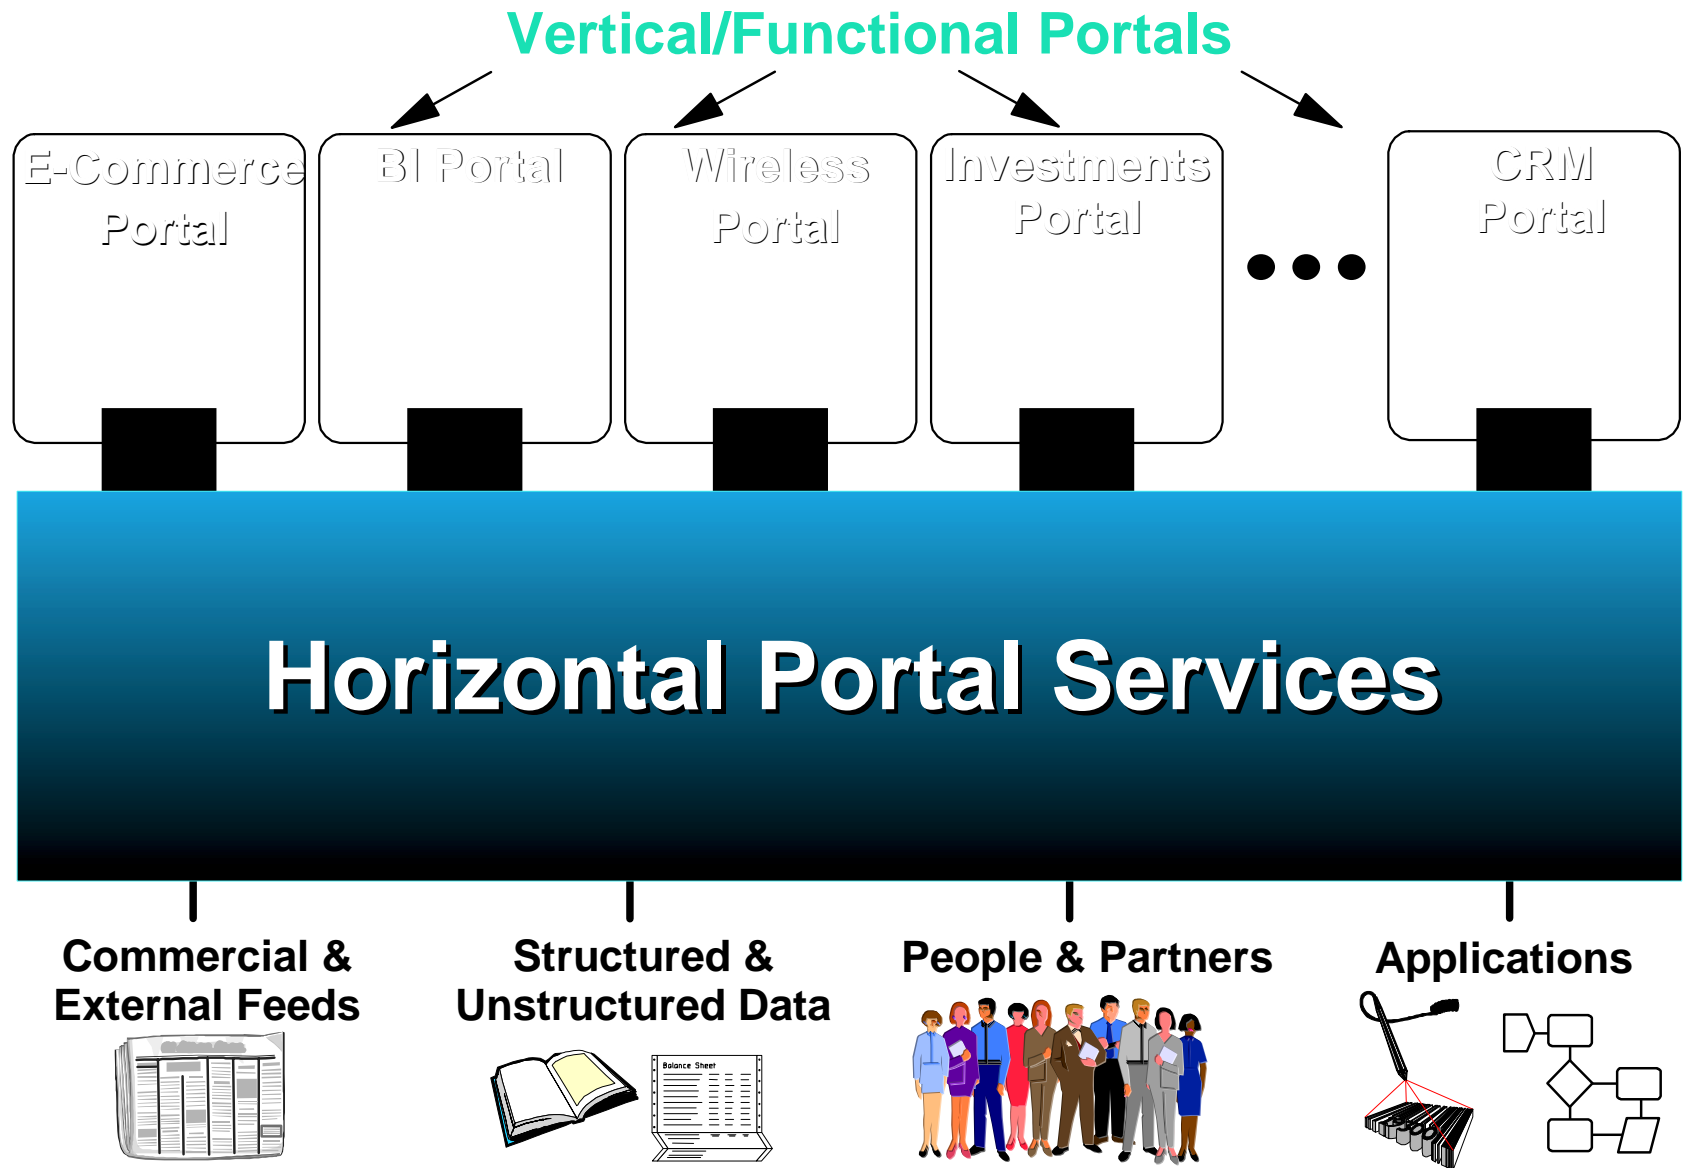 Vertical/Functional Portals
E-Commerce
Portal
BI Portal
Wireless
Portal
Investments
Portal
CRM
Portal
Horizontal Portal Services
Commercial &
External Feeds
Structured &
Unstructured Data
People & Partners
Applications
Balance Sheet